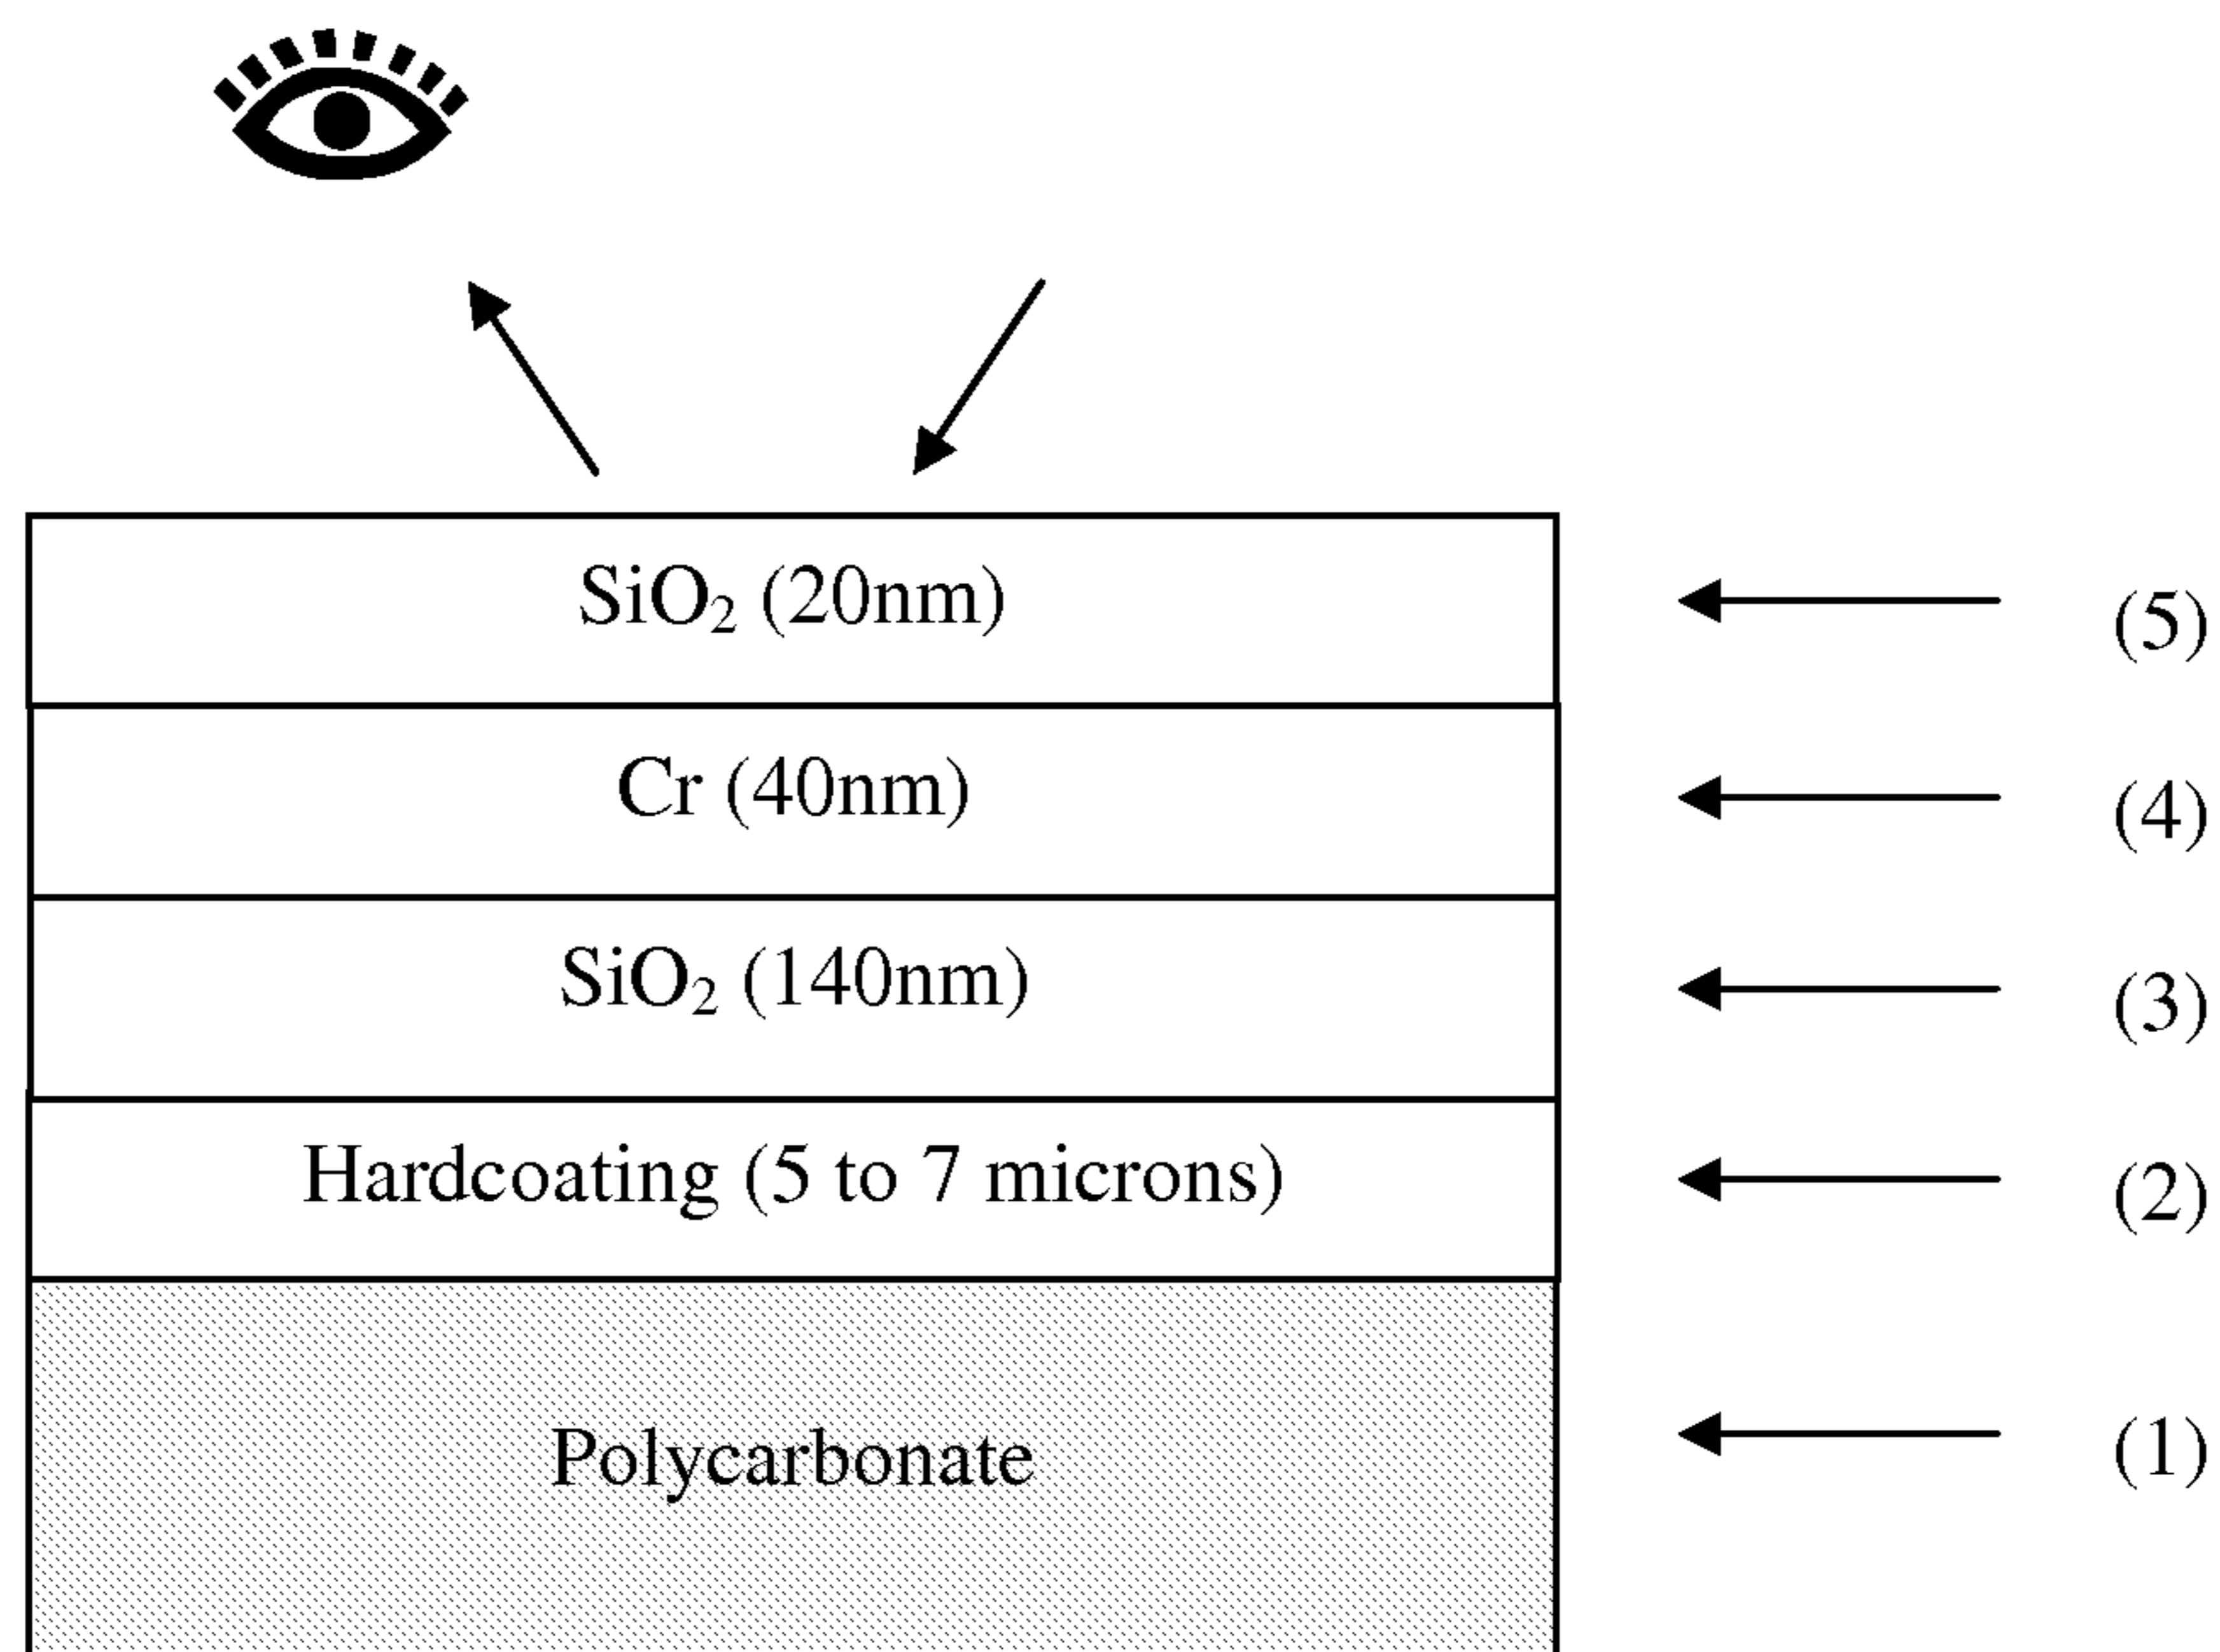 SiO₂ (20nm)
(5)
Cr (40nm)
(4)
SiO₂ (140nm)
(3)
Hardcoating (5 to 7 microns)
(2)
Polycarbonate
(1)